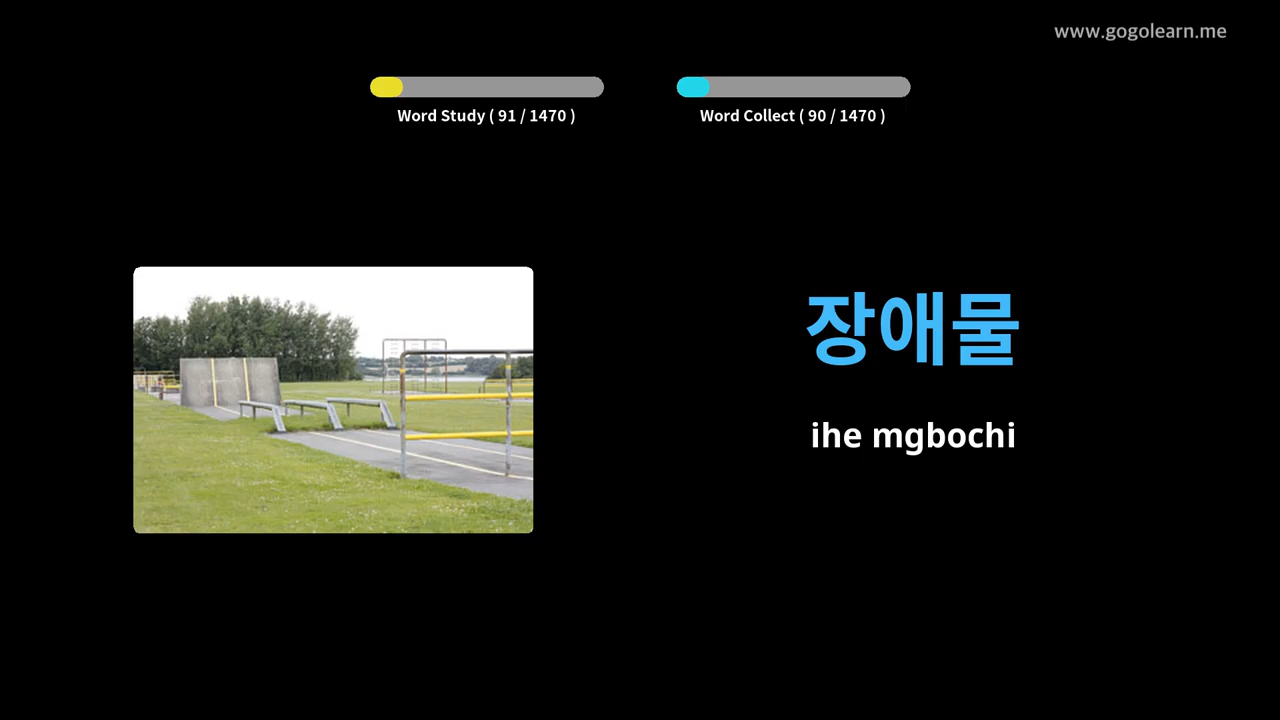 www.gogolearn.me
Word Study ( 91 / 1470 )
Word Collect ( 90 / 1470 )
장애물
ihe mgbochi